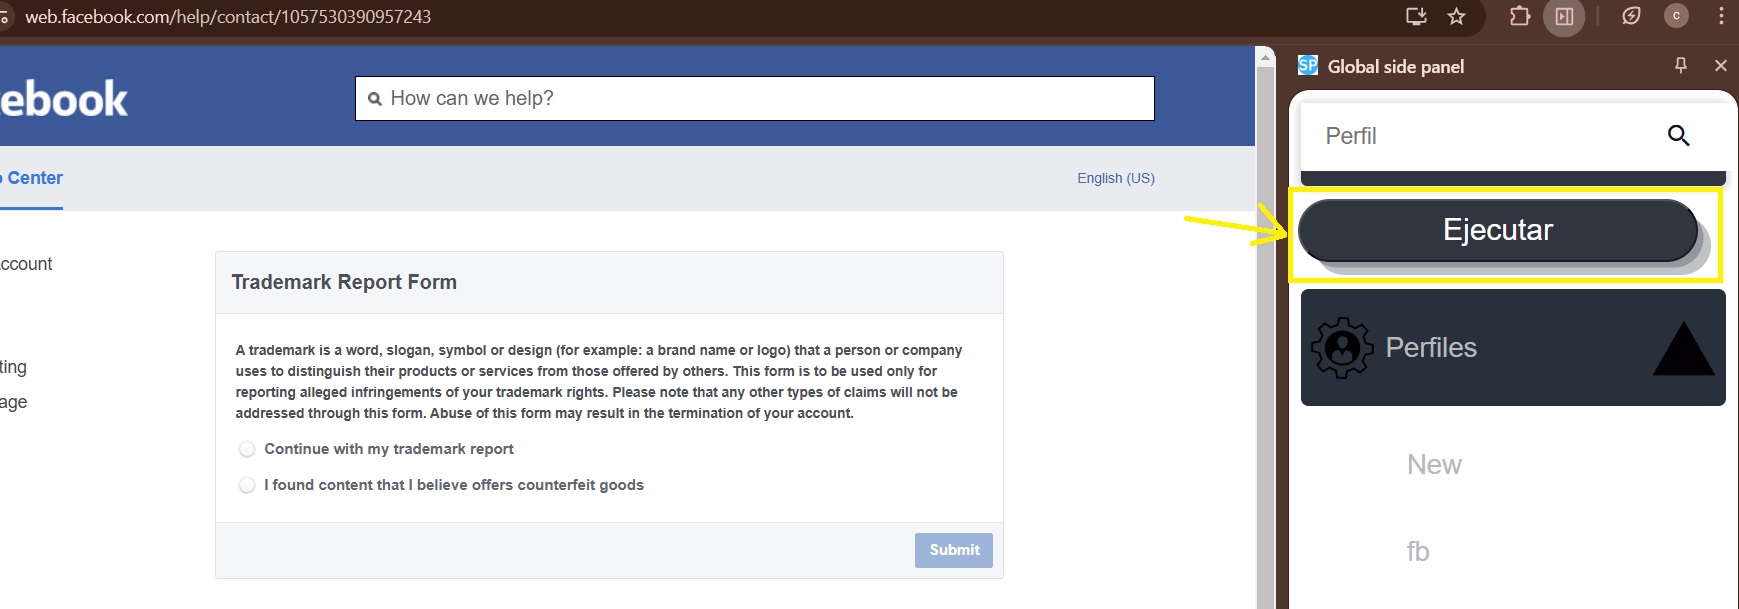 web.facebook.com/help/contact/1057530390957243
c
SP Global side panel
ebook
How can we help?
Perfil
Center
English (US)
Ejecutar
ccount
Trademark Report Form
A trademark is a word, slogan, symbol or design (for example: a brand name or logo) that a person or company
uses to distinguish their products or services from those offered by others. This form is to be used only for
reporting alleged infringements of your trademark rights. Please note that any other types of claims will not be
addressed through this form. Abuse of this form may result in the termination of your account.
Perfiles
ting
age
Continue with my trademark report
I found content that I believe offers counterfeit goods
New
Submit
fb